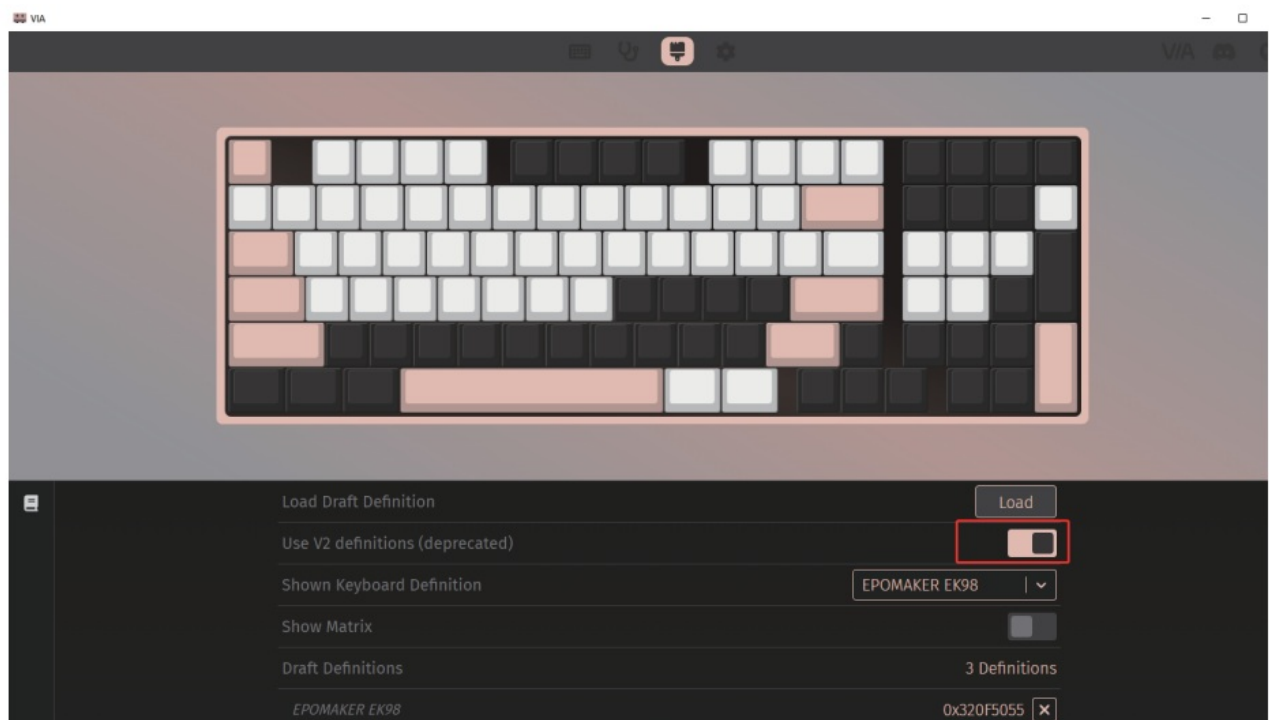 VIA
VIA
Load Draft Definition
Load
Use V2 definitions (deprecated)
Shown Keyboard Definition
EPOMAKER EK98
Show Matrix
Draft Definitions
3 Definitions
EPOMAKER EK98
0x320F5055